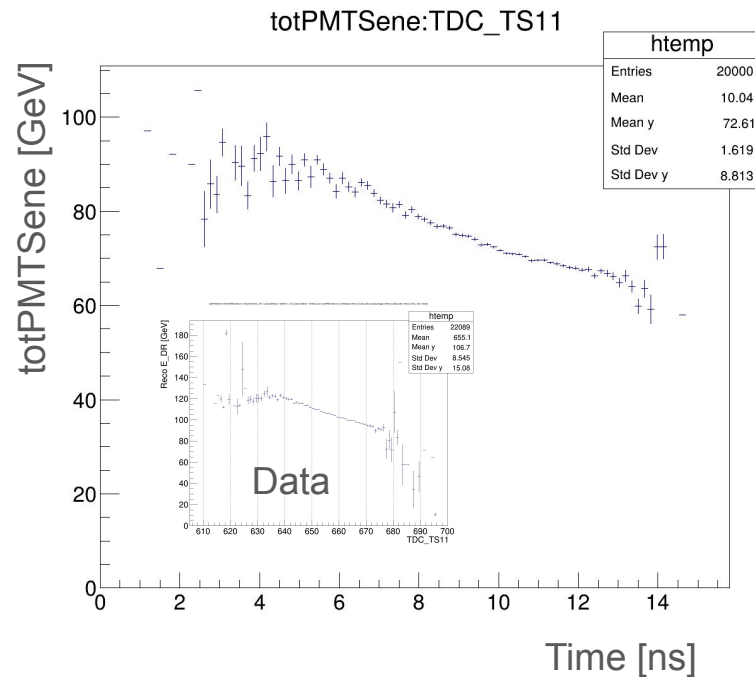 totPMTSene:TDC_TS11
htemp
Entries 20000
Mean 10.04
Mean y 72.61
Std Dev 1.619
Std Dev y 8.813
totPMTSene [GeV]
100
80
60
40
20
0
0 2 4 6 8 10 12 14
Time [ns]
htemp
Entries 22089
Mean 655.1
Mean y 106.7
Std Dev 8.545
Std Dev y 15.08
Reco E_DR [GeV]
180
160
140
120
100
80
60
40
20
0
Data
610 620 630 640 650 660 670 680 690 700
TDC_TS11